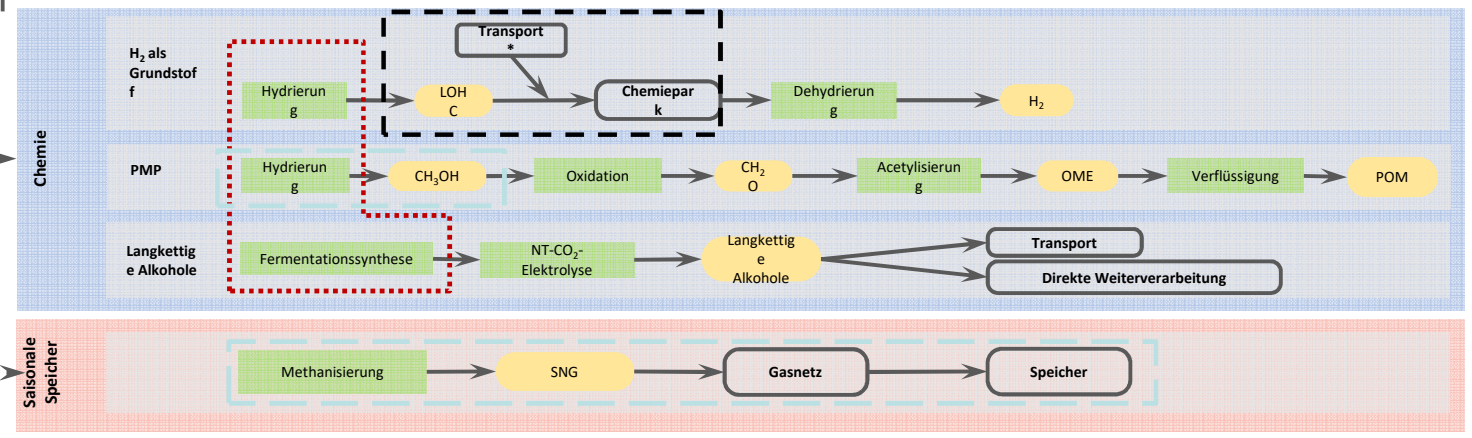 Chemie
H₂ als
Grundstof
f
Hydrierun
g
LOH
C
Transport
*
Chemiepar
k
Dehydrierun
g
H₂
PMP
Hydrierun
g
CH₃OH
Oxidation
CH₂
O
Acetylisierun
g
OME
Verflüssigung
POM
Langkettig
e Alkohole
Fermentationssynthese
NT-CO₂-
Elektrolyse
Langkettig
e
Alkohole
Transport
Direkte Weiterverarbeitung
Saisonale
Speicher
Methanisierung
SNG
Gasnetz
Speicher